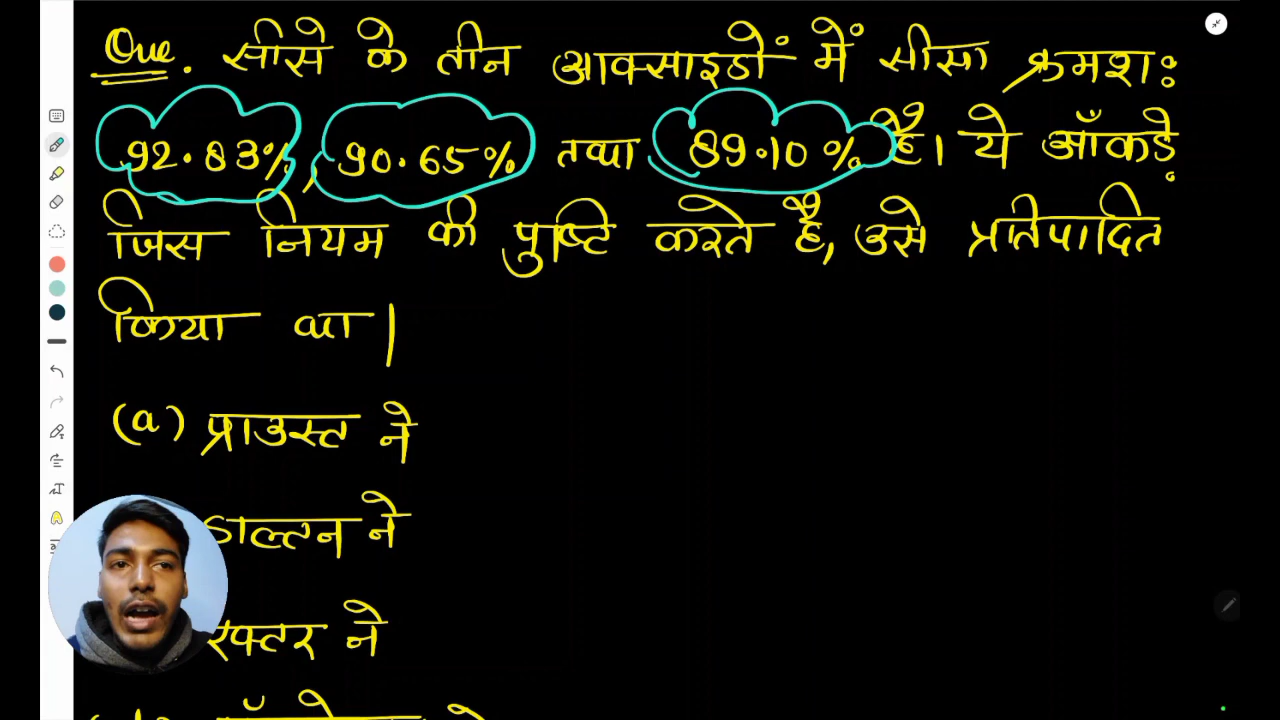 Que. सीसे के तीन आक्साइडों में सीसा क्रमश:
92.83%, 90.65% तथा 89.10% है। ये आँकड़े
जिस नियम की पुष्टि करते है, उसे प्रतिपादित
किया था|
(a) प्राउस्ट ने
डाल्टन ने
रिक्टर ने